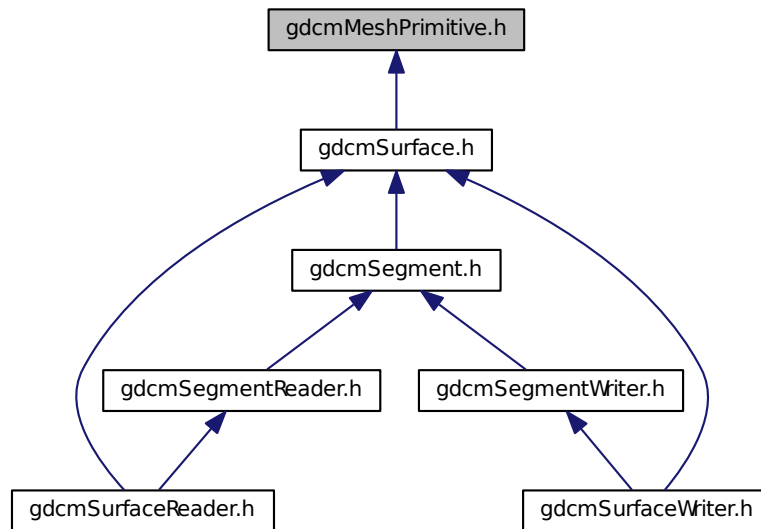 gdcmMeshPrimitive.h
gdcmSurface.h
gdcmSegment.h
gdcmSegmentReader.h
gdcmSegmentWriter.h
gdcmSurfaceReader.h
gdcmSurfaceWriter.h